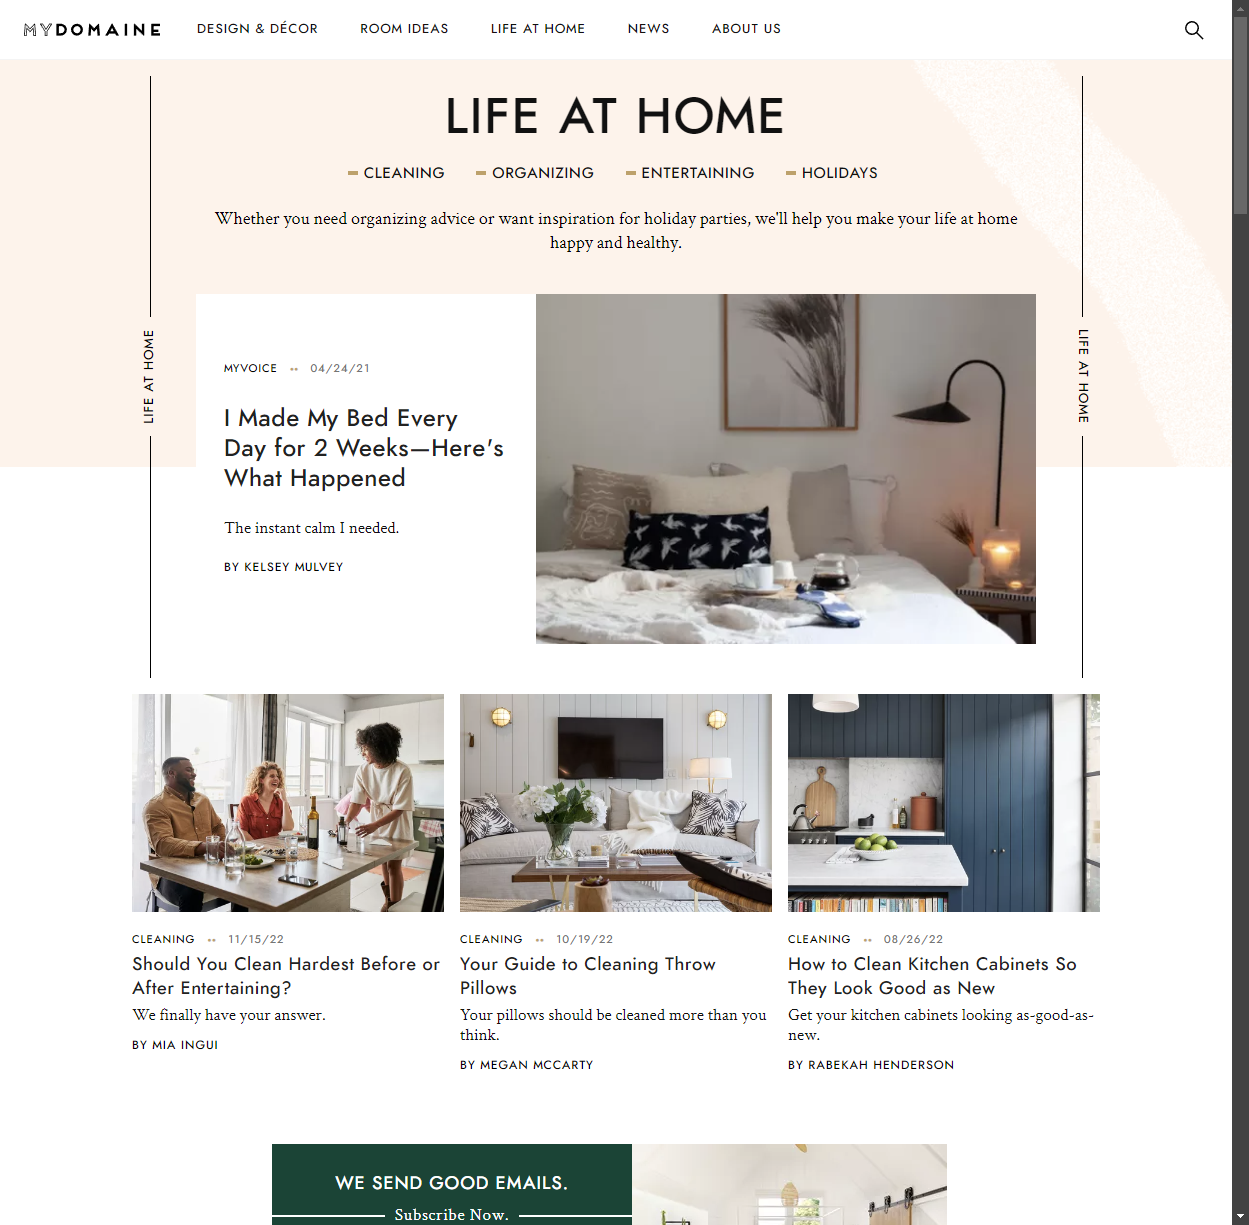 MYDOMAINE
DESIGN & DÉCOR
ROOM IDEAS
LIFE AT HOME
NEWS
ABOUT US
LIFE AT HOME
CLEANING
ORGANIZING
ENTERTAINING
HOLIDAYS
Whether you need organizing advice or want inspiration for holiday parties, we'll help you make your life at home
happy and healthy.
LIFE AT HOME
LIFE AT HOME
MYVOICE
04/24/21
I Made My Bed Every
Day for 2 Weeks—Here's
What Happened
The instant calm I needed.
BY KELSEY MULVEY
CLEANING
11/15/22
Should You Clean Hardest Before or
After Entertaining?
We finally have your answer.
BY MIA INGUI
CLEANING
10/19/22
Your Guide to Cleaning Throw
Pillows
Your pillows should be cleaned more than you
think.
BY MEGAN MCCARTY
CLEANING
08/26/22
How to Clean Kitchen Cabinets So
They Look Good as New
Get your kitchen cabinets looking as-good-as-
new.
BY RABEKAH HENDERSON
WE SEND GOOD EMAILS.
Subscribe Now.